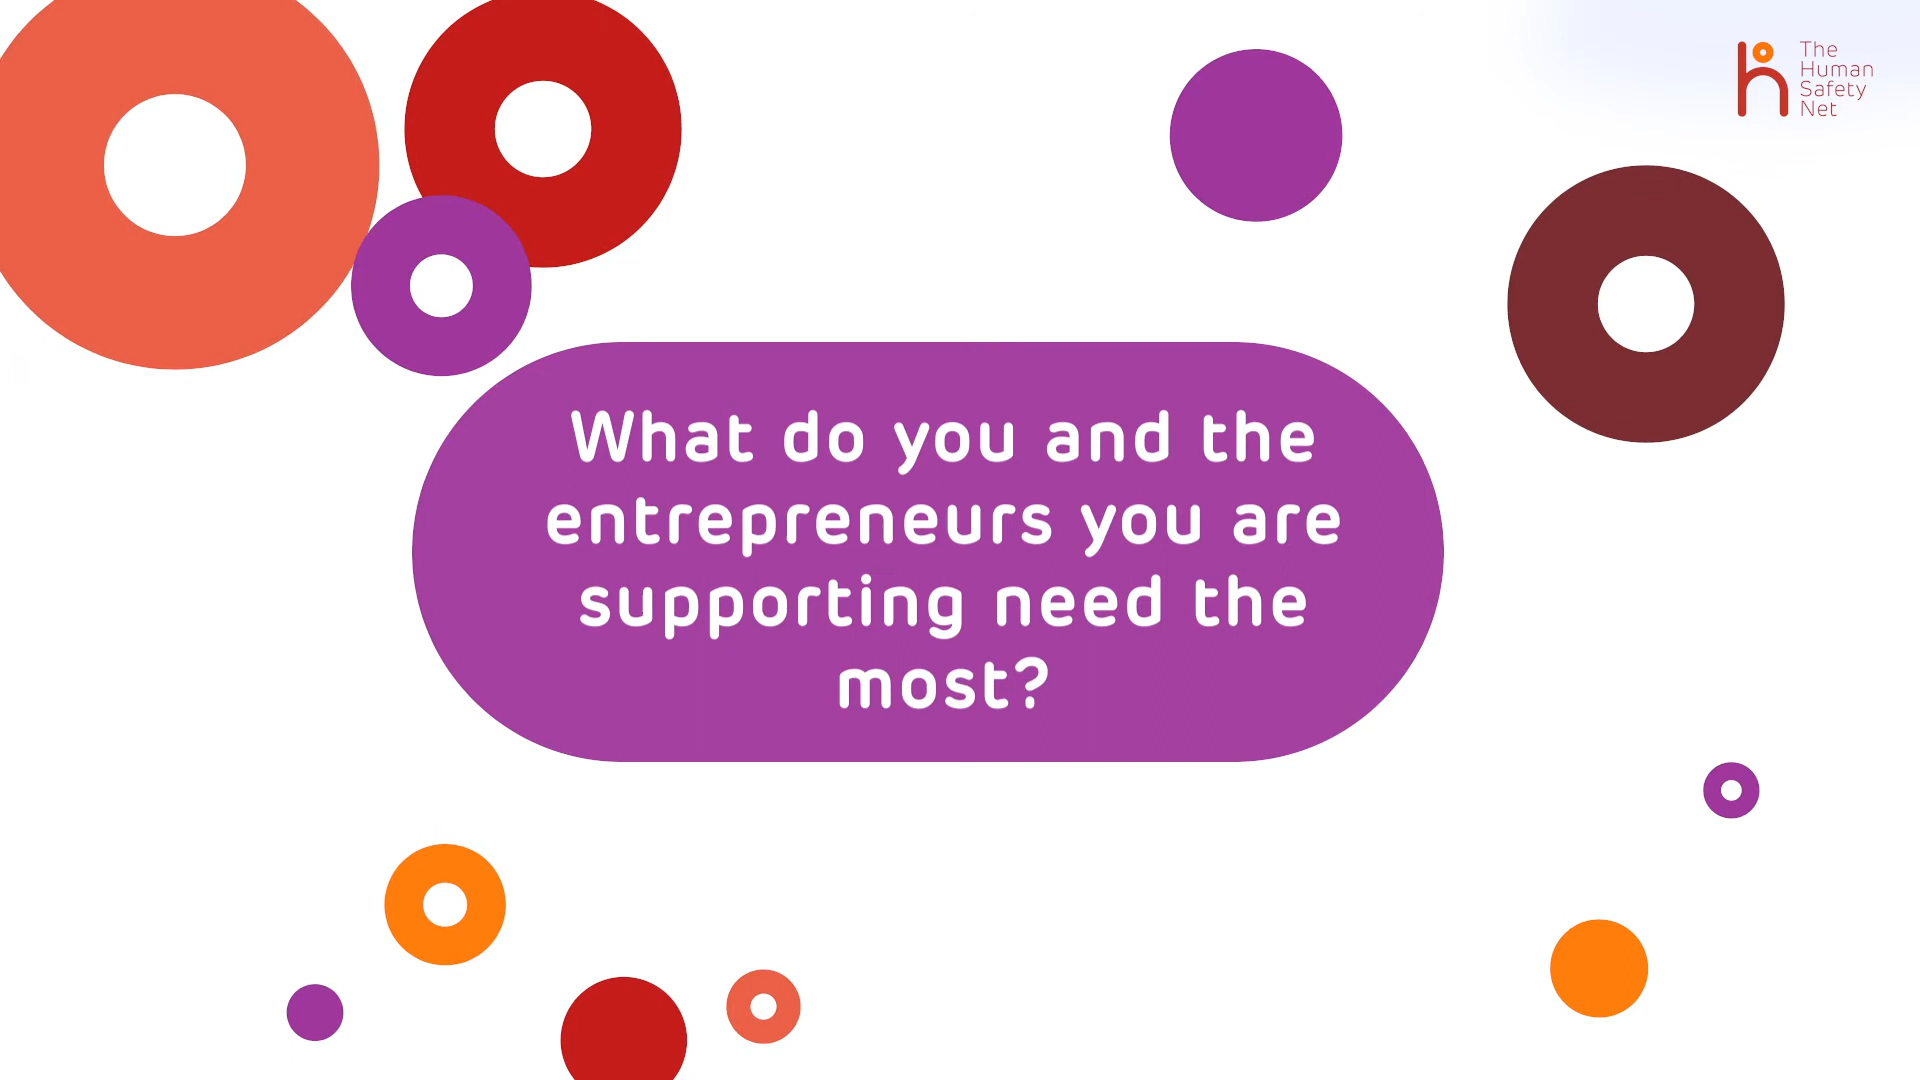 The
Human
Safety
Net
What do you and the
entrepreneurs you are
supporting need the
most?